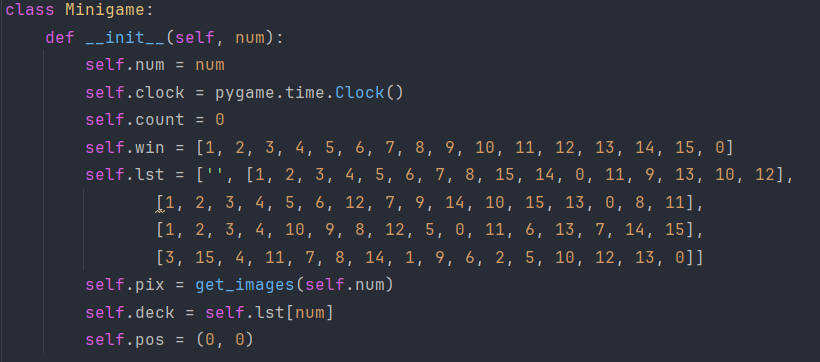 class Minigame:
    def __init__(self, num):
        self.num = num
        self.clock = pygame.time.Clock()
        self.count = 0
        self.win = [1, 2, 3, 4, 5, 6, 7, 8, 9, 10, 11, 12, 13, 14, 15, 0]
        self.lst = ['', [1, 2, 3, 4, 5, 6, 7, 8, 15, 14, 0, 11, 9, 13, 10, 12],
               [1, 2, 3, 4, 5, 6, 12, 7, 9, 14, 10, 15, 13, 0, 8, 11],
               [1, 2, 3, 4, 10, 9, 8, 12, 5, 0, 11, 6, 13, 7, 14, 15],
               [3, 15, 4, 11, 7, 8, 14, 1, 9, 6, 2, 5, 10, 12, 13, 0]]
        self.pix = get_images(self.num)
        self.deck = self.lst[num]
        self.pos = (0, 0)